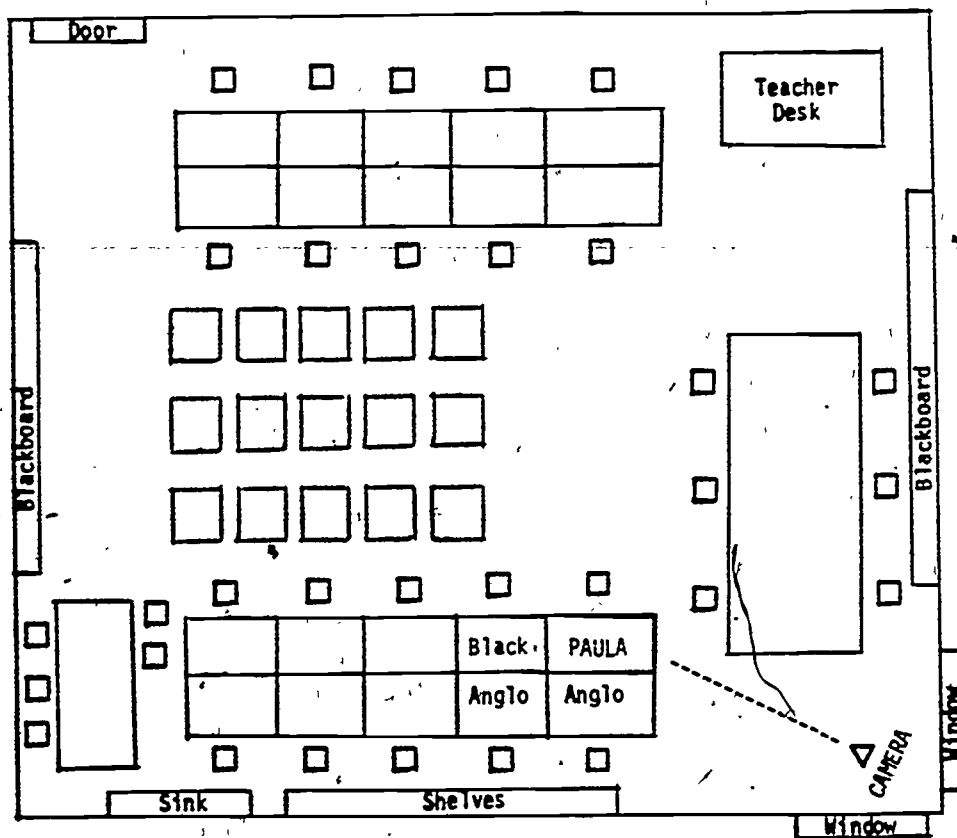 Door
Teacher
Desk
Blackboard
Blackboard
Black
PAULA
Anglo
Anglo
CAMERA
Window
Sink
Shelves
Window